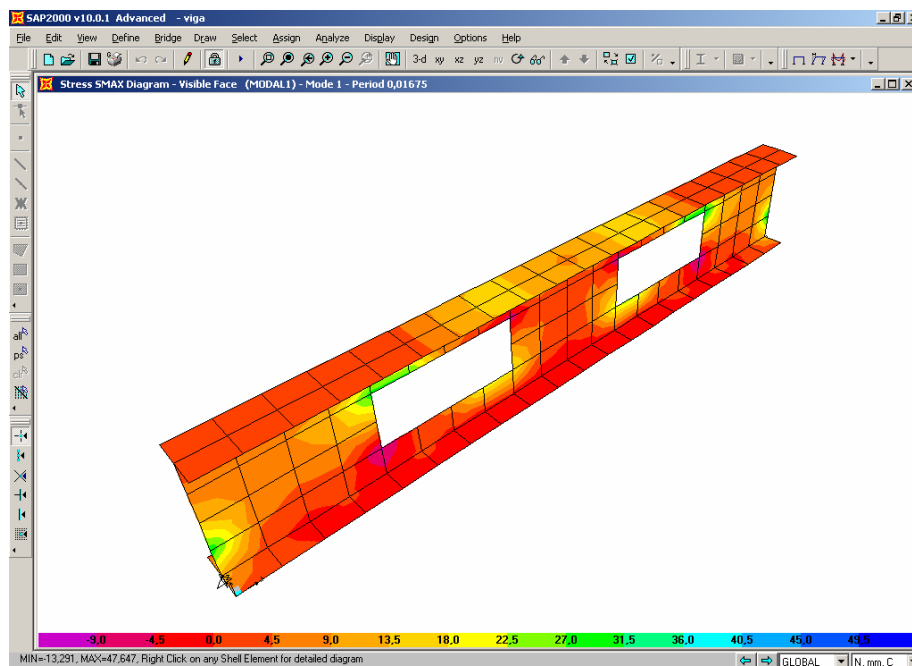 SAP2000 v10.0.1 Advanced - viga
File Edit View Define Bridge Draw Select Assign Analyze Display Design Options Help
3-d xy xz yz nv
Stress SMAX Diagram - Visible Face (MODAL1) - Mode 1 - Period 0,01675
all
ps
clr
-9,0 -4,5 0,0 4,5 9,0 13,5 18,0 22,5 27,0 31,5 36,0 40,5 45,0 49,5
MIN=-13,291, MAX=47,647, Right Click on any Shell Element for detailed diagram
GLOBAL N, mm, C